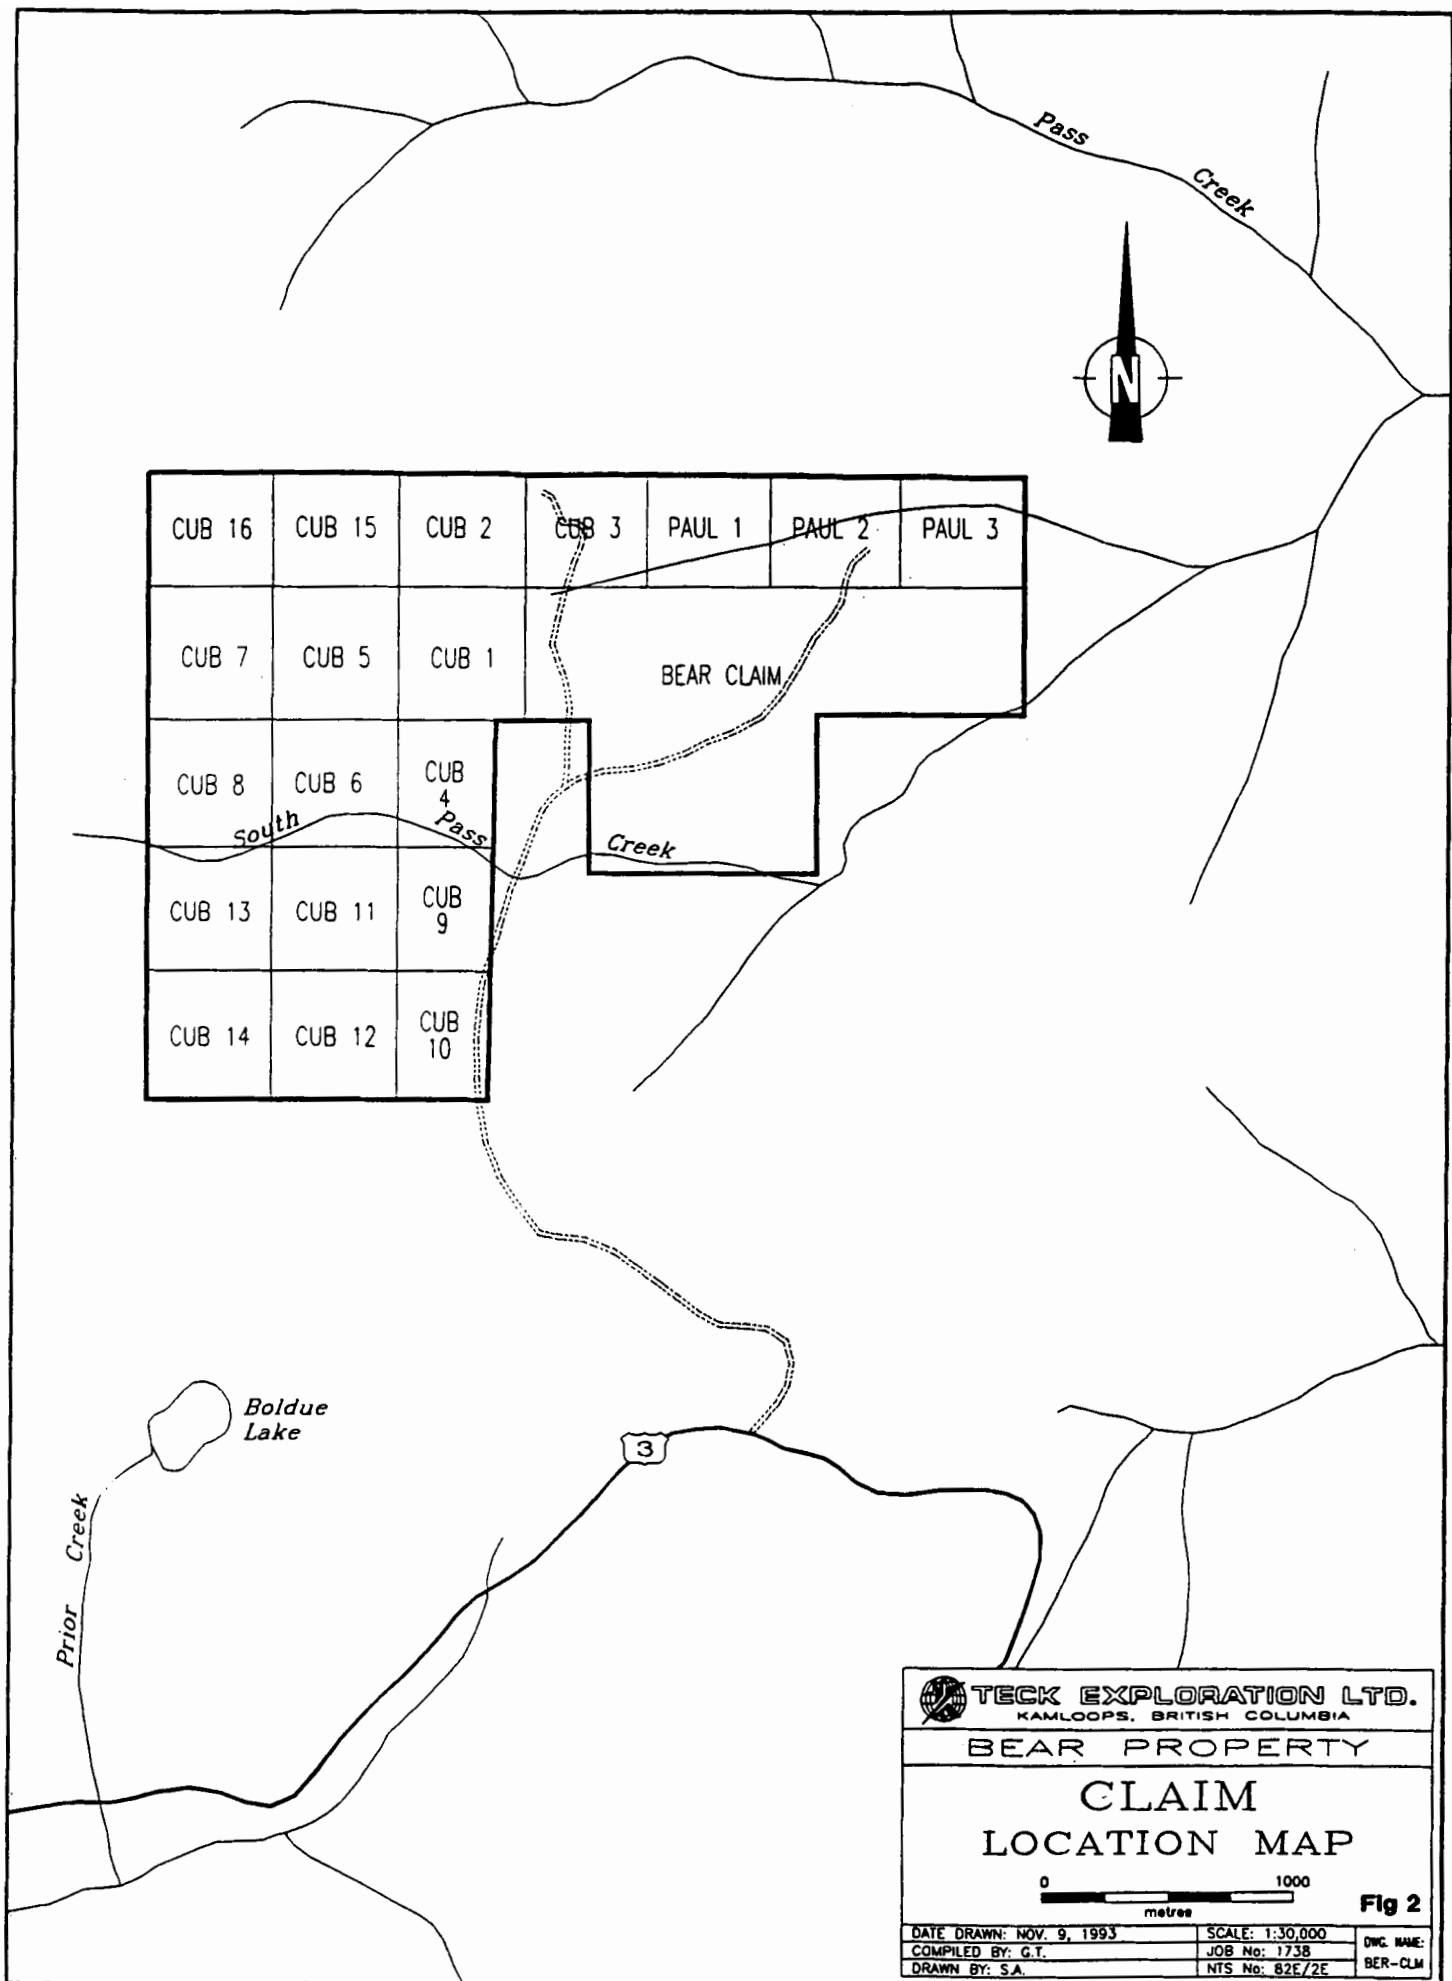 Pass
Creek
N
CUB 16
CUB 15
CUB 2
CUB 3
PAUL 1
PAUL 2
PAUL 3
CUB 7
CUB 5
CUB 1
BEAR CLAIM
CUB 8
CUB 6
CUB
4
South
Pass
Creek
CUB 13
CUB 11
CUB
9
CUB 14
CUB 12
CUB
10
Boldue
Lake
3
Prior Creek
TECK EXPLORATION LTD.
KAMLOOPS, BRITISH COLUMBIA
BEAR PROPERTY
CLAIM
LOCATION MAP
0 1000
metres
Fig 2
DATE DRAWN: NOV. 9, 1993
SCALE: 1:30,000
DWG. NAME:
COMPILED BY: G.T.
JOB No: 1738
BER-CLM
DRAWN BY: S.A.
NTS No: 82E/2E